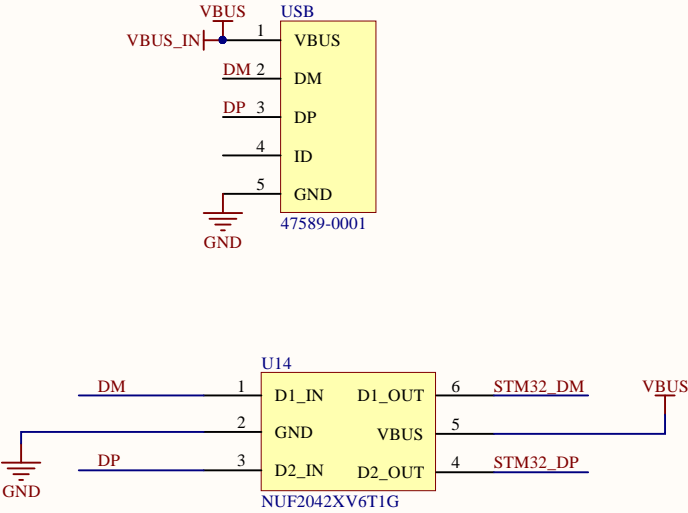 VBUS USB
VBUS_IN 1 VBUS
DM 2 DM
DP 3 DP
4 ID
5 GND
GND 47589-0001
U14
DM 1 D1_IN D1_OUT 6 STM32_DM VBUS
2 GND VBUS 5
DP 3 D2_IN D2_OUT 4 STM32_DP
GND
NUF2042XV6T1G